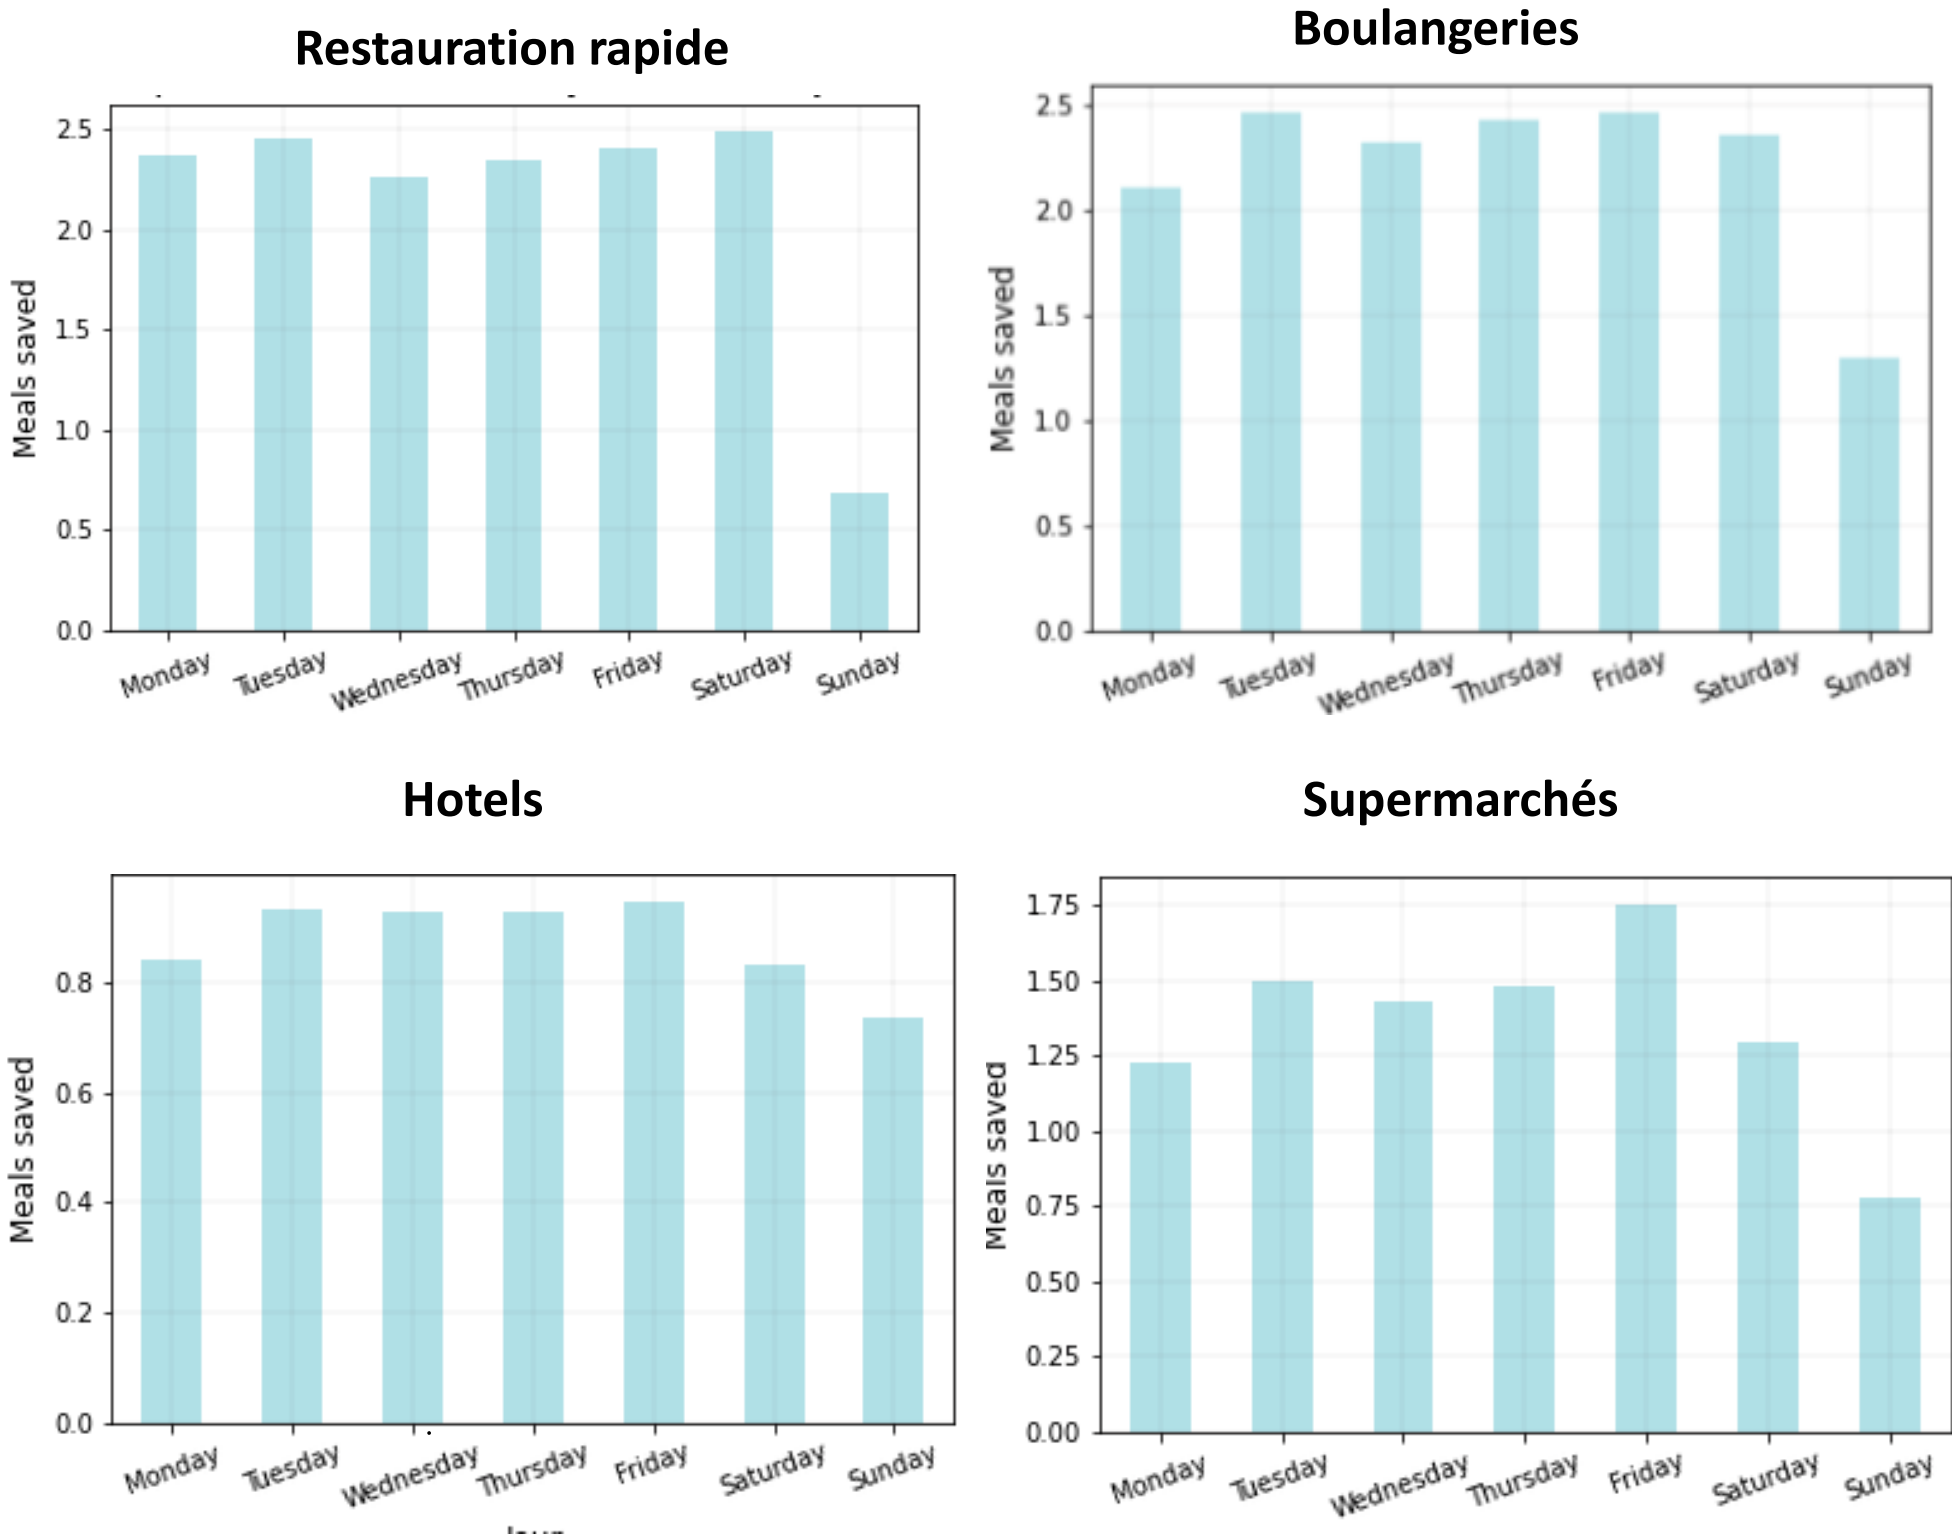 Restauration rapide
Meals saved
2.5
2.0
1.5
1.0
0.5
0.0
Monday Tuesday Wednesday Thursday Friday Saturday Sunday
Boulangeries
Meals saved
2.5
2.0
1.5
1.0
0.5
0.0
Monday Tuesday Wednesday Thursday Friday Saturday Sunday
Hotels
Meals saved
0.8
0.6
0.4
0.2
0.0
Monday Tuesday Wednesday Thursday Friday Saturday Sunday
Supermarchés
Meals saved
1.75
1.50
1.25
1.00
0.75
0.50
0.25
0.00
Monday Tuesday Wednesday Thursday Friday Saturday Sunday